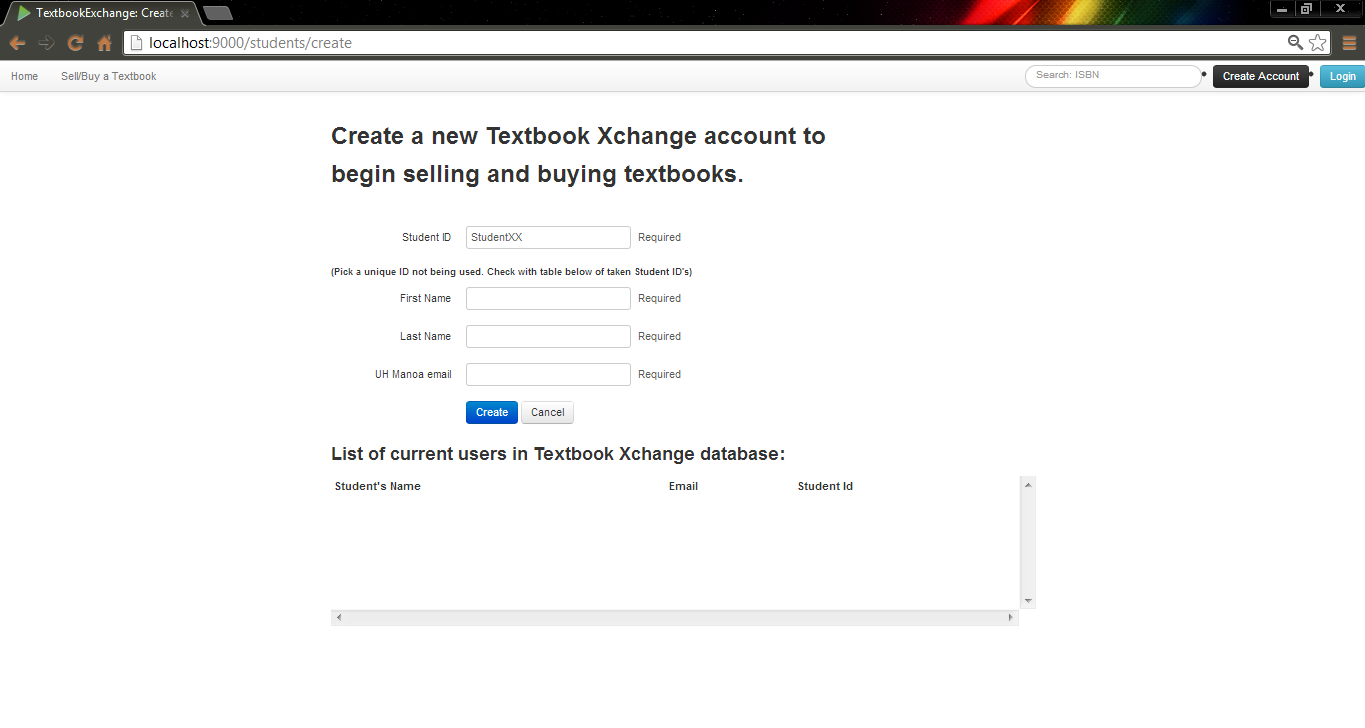 TextbookExchange: Create
localhost:9000/students/create
Home Sell/Buy a Textbook Search: ISBN Create Account Login
Create a new Textbook Xchange account to
begin selling and buying textbooks.
Student ID StudentXX Required
(Pick a unique ID not being used. Check with table below of taken Student ID's)
First Name Required
Last Name Required
UH Manoa email Required
Create Cancel
List of current users in Textbook Xchange database:
Student's Name Email Student Id